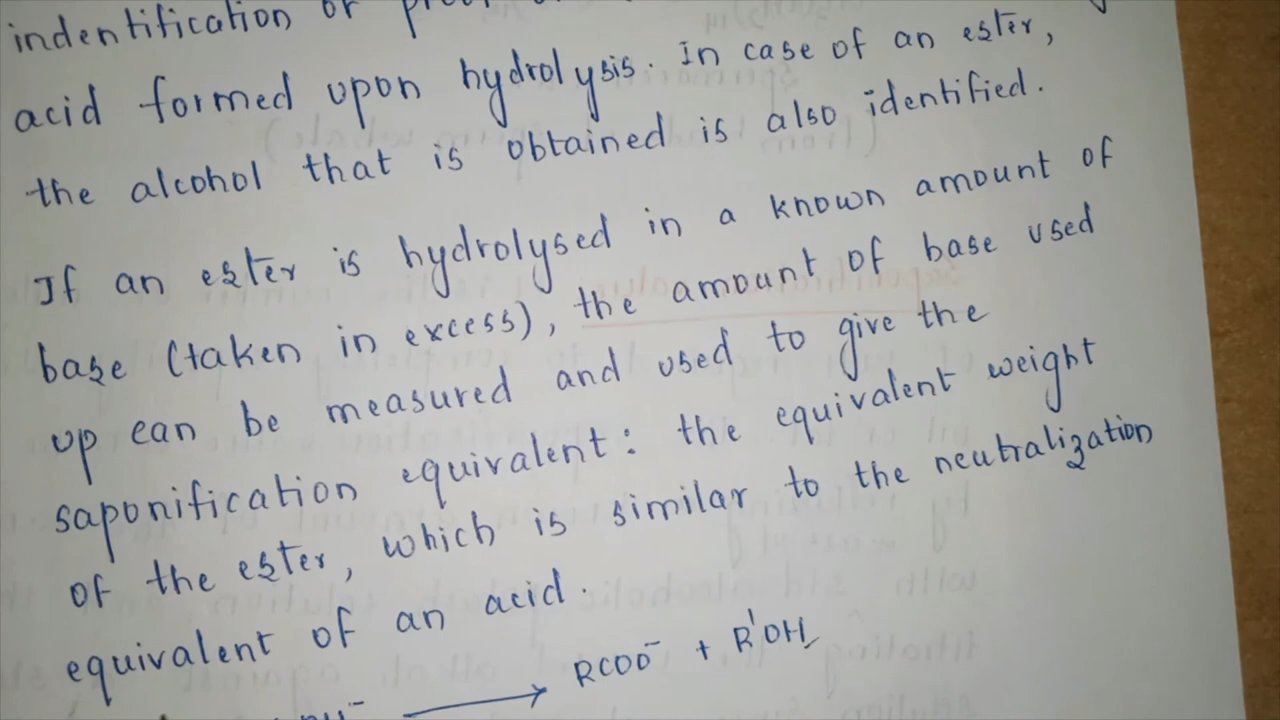 indentification or
acid formed upon hydrolysis. In case of an ester,
the alcohol that is obtained is also identified.
If an ester is hydrolysed in a known amount of
base (taken in excess), the amount of base used
up can be measured and used to give the
saponification equivalent: the equivalent weight
of the ester, which is similar to the neutralization
equivalent of an acid.
⟶ RCOO⁻ + R'OH